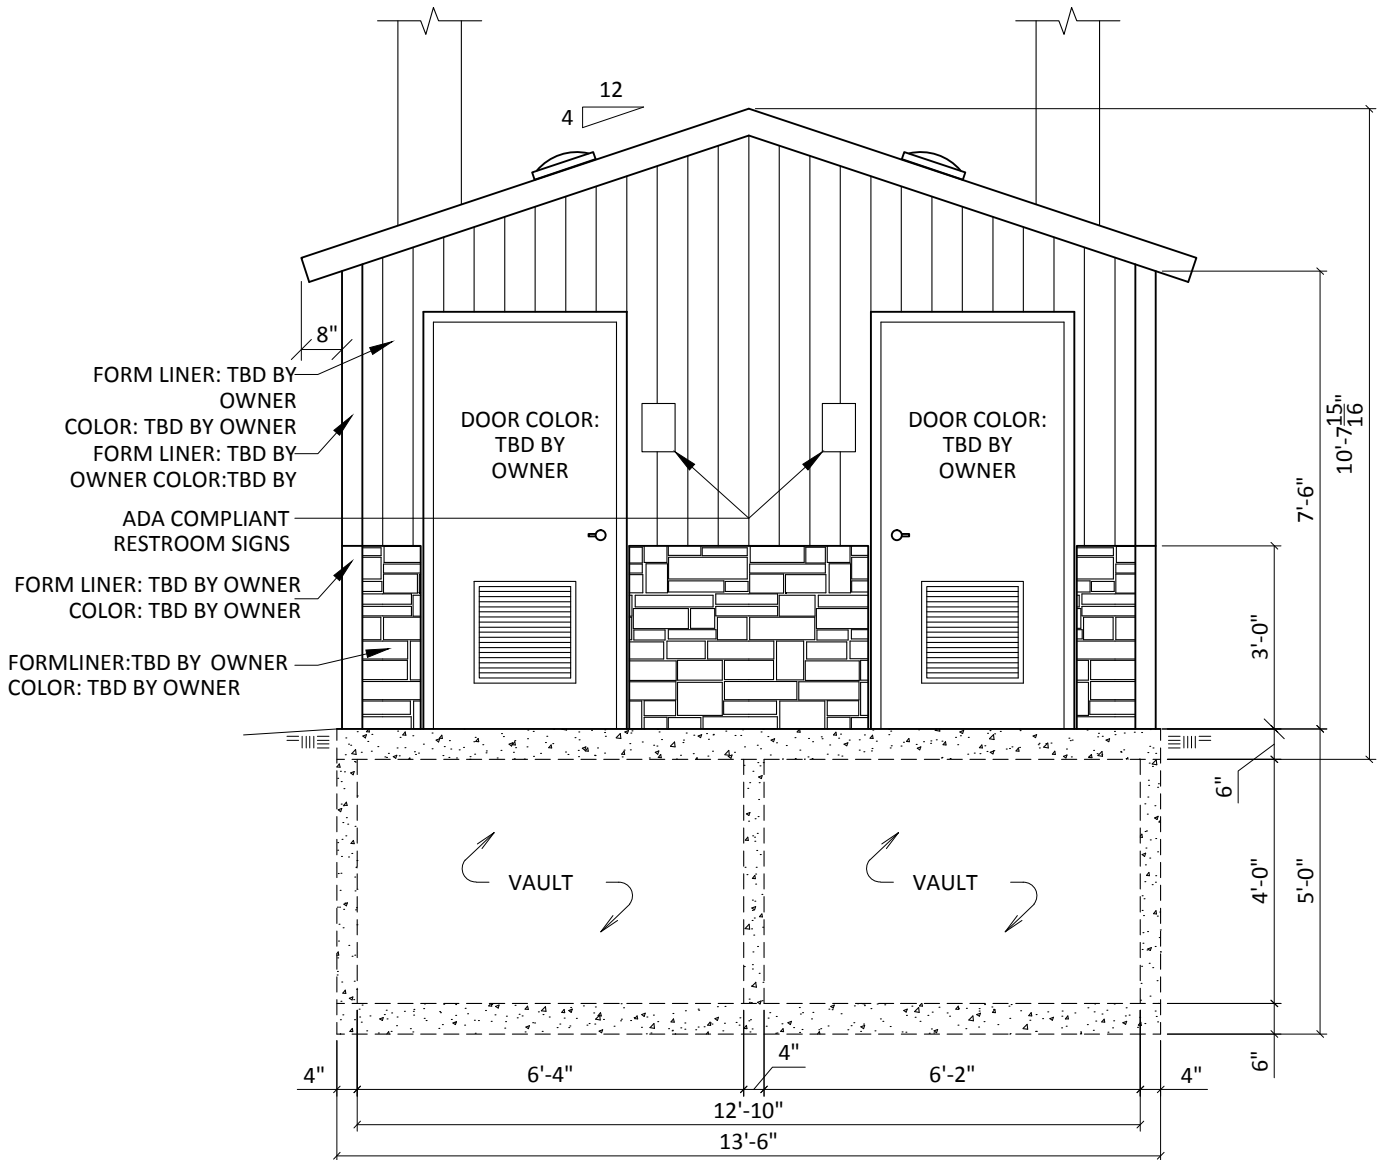 12
4
8"
FORM LINER: TBD BY
OWNER
COLOR: TBD BY OWNER
FORM LINER: TBD BY
OWNER COLOR:TBD BY
ADA COMPLIANT
RESTROOM SIGNS
FORM LINER: TBD BY OWNER
COLOR: TBD BY OWNER
FORMLINER:TBD BY OWNER
COLOR: TBD BY OWNER
DOOR COLOR:
TBD BY
OWNER
DOOR COLOR:
TBD BY
OWNER
10'-7 15/16"
7'-6"
3'-0"
6"
4'-0"
5'-0"
6"
VAULT
VAULT
4"
6'-4"
4"
6'-2"
4"
12'-10"
13'-6"